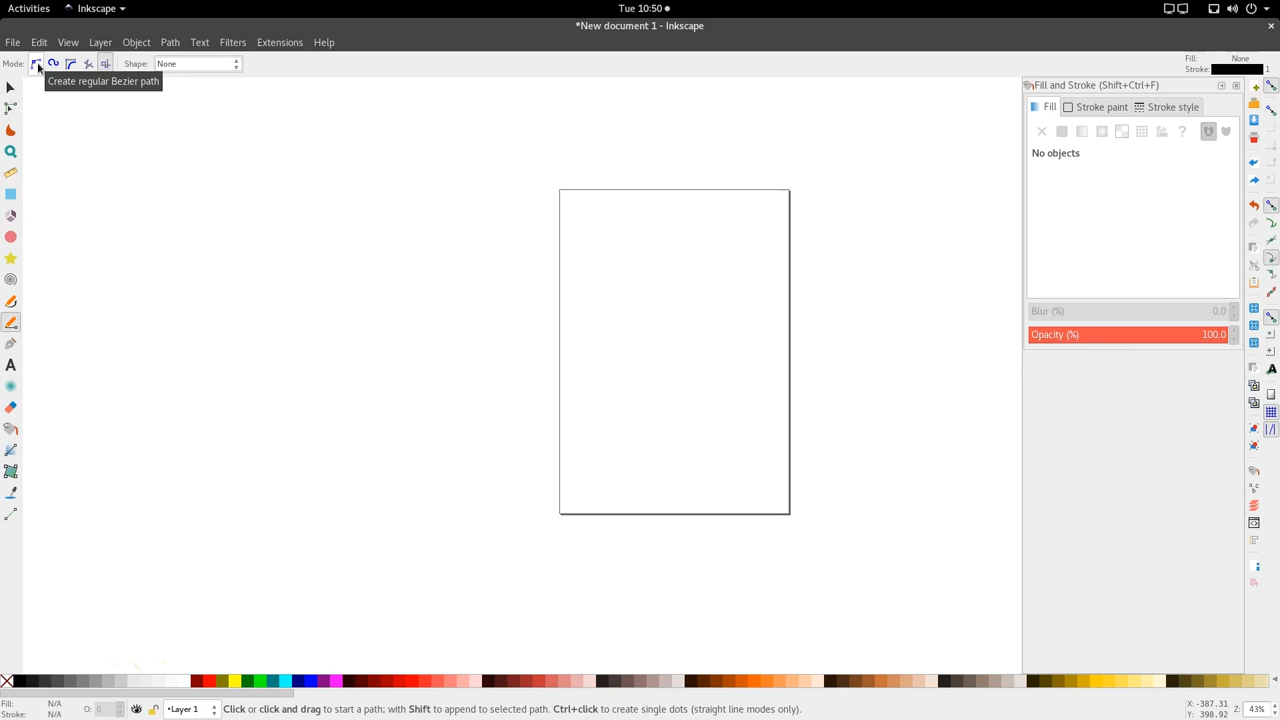 Activities Inkscape Tue 10:50
*New document 1 - Inkscape
File Edit View Layer Object Path Text Filters Extensions Help
Mode: Shape: None Fill: None
Stroke: 1
Create regular Bezier path
Fill and Stroke (Shift+Ctrl+F)
Fill Stroke paint Stroke style
No objects
Blur (%) 0.0
Opacity (%) 100.0
Fill: N/A
Stroke: N/A
O: 0
•Layer 1
Click or click and drag to start a path; with Shift to append to selected path. Ctrl+click to create single dots (straight line modes only).
X: -387.31
Y: 398.92
Z: 43%